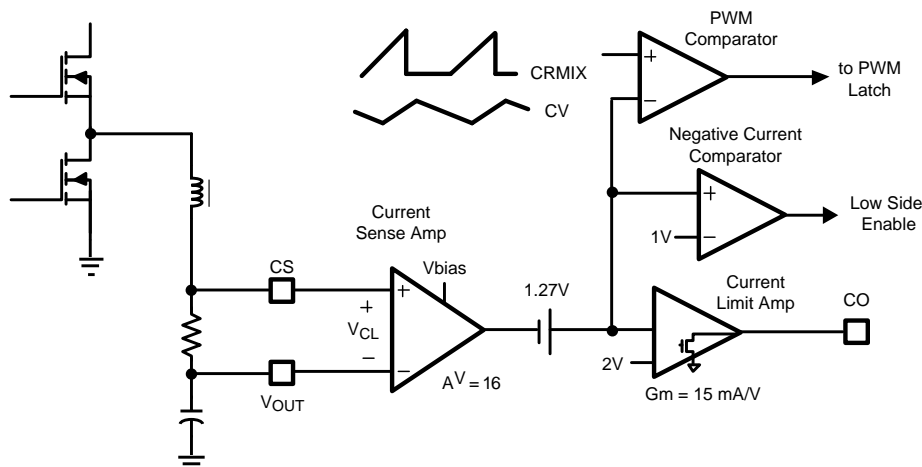 PWM
Comparator
to PWM
Latch
CRMIX
CV
Negative Current
Comparator
Low Side
Enable
1V
Current
Sense Amp
CS
Vbias
1.27V
Current
Limit Amp
CO
+
VCL
−
+
−
+
−
+
−
2V
VOUT
AV = 16
Gm = 15 mA/V